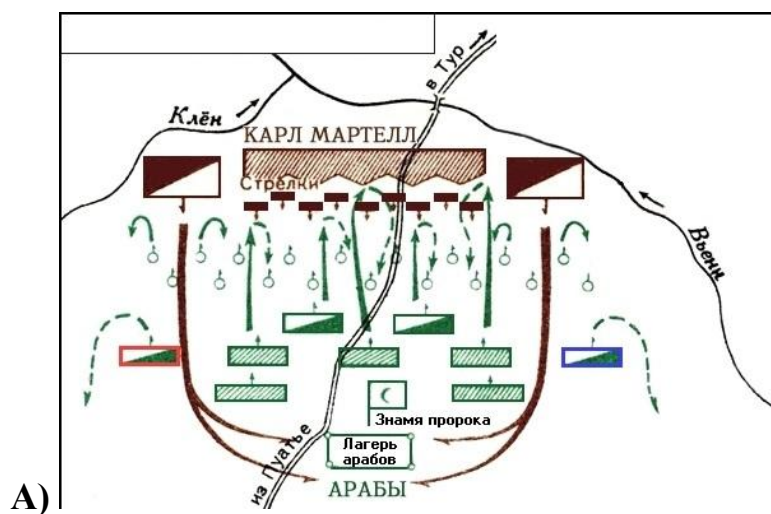 в Тур
Клён
КАРЛ МАРТЕЛЛ
Стрелки
Вьенн
Знамя пророка
Лагерь
арабов
из Пуатье
АРАБЫ
А)